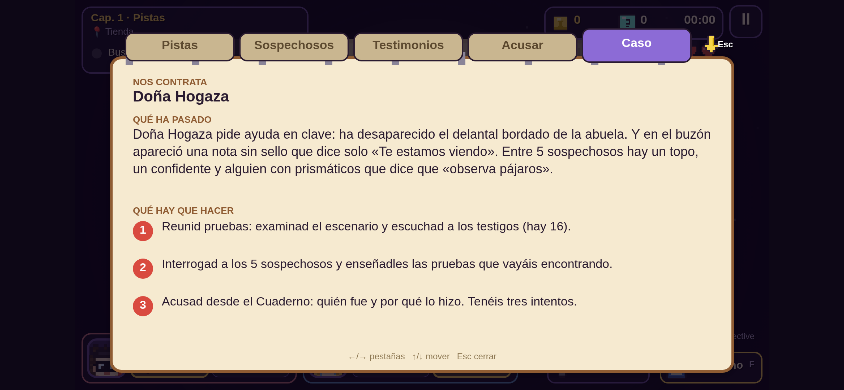 Cap. 1 · Pistas
Tienda
Bus
0
0
00:00
Pistas
Sospechosos
Testimonios
Acusar
Caso
Esc
NOS CONTRATA
Doña Hogaza
QUÉ HA PASADO
Doña Hogaza pide ayuda en clave: ha desaparecido el delantal bordado de la abuela. Y en el buzón
apareció una nota sin sello que dice solo «Te estamos viendo». Entre 5 sospechosos hay un topo,
un confidente y alguien con prismáticos que dice que «observa pájaros».
QUÉ HAY QUE HACER
1 Reunid pruebas: examinad el escenario y escuchad a los testigos (hay 16).
2 Interrogad a los 5 sospechosos y enseñadles las pruebas que vayáis encontrando.
3 Acusad desde el Cuaderno: quién fue y por qué lo hizo. Tenéis tres intentos.
←/→ pestañas ↑/↓ mover Esc cerrar
F